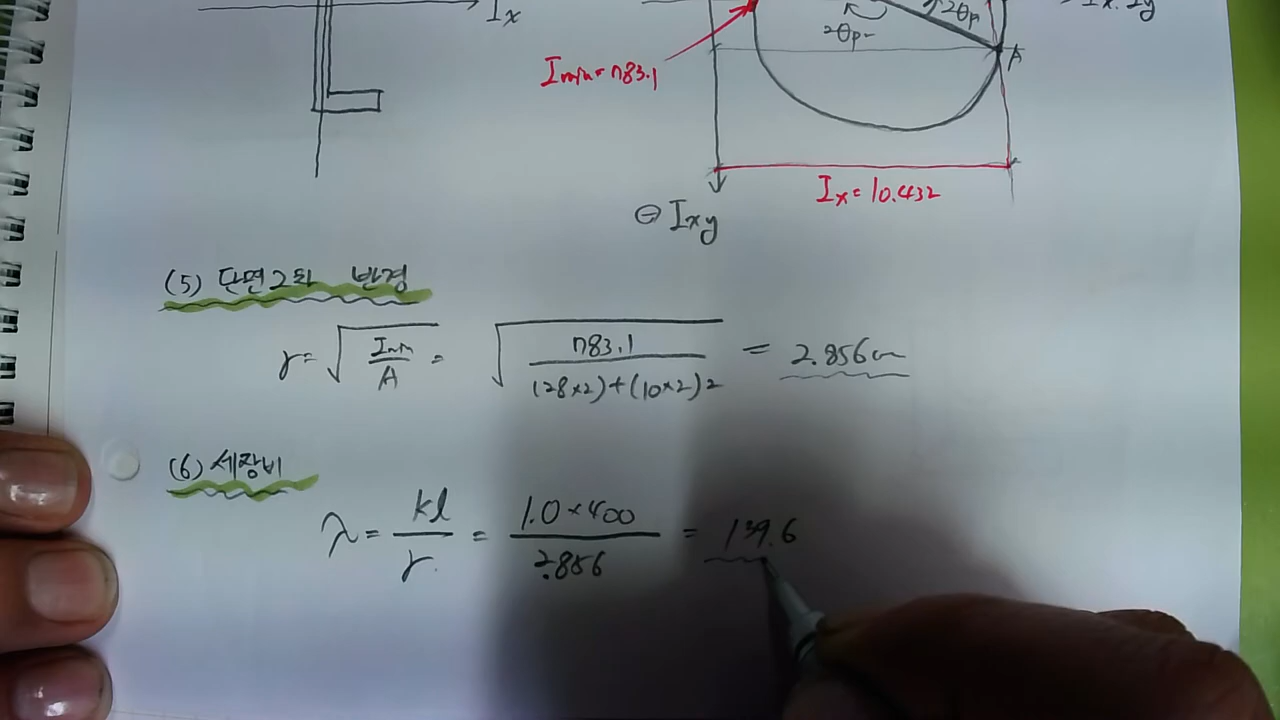 Ix
2θp
Ix. Iy
2θp
A
Imin = 783.1
Ix = 10.432
⊖ Ixy
(5) 단면2차 반경
r = √(Imin / A) = √(783.1 / (28×2)+(10×2)2) = 2.856cm
(6) 세장비
λ = kl / r = 1.0×400 / 2.856 = 139.6